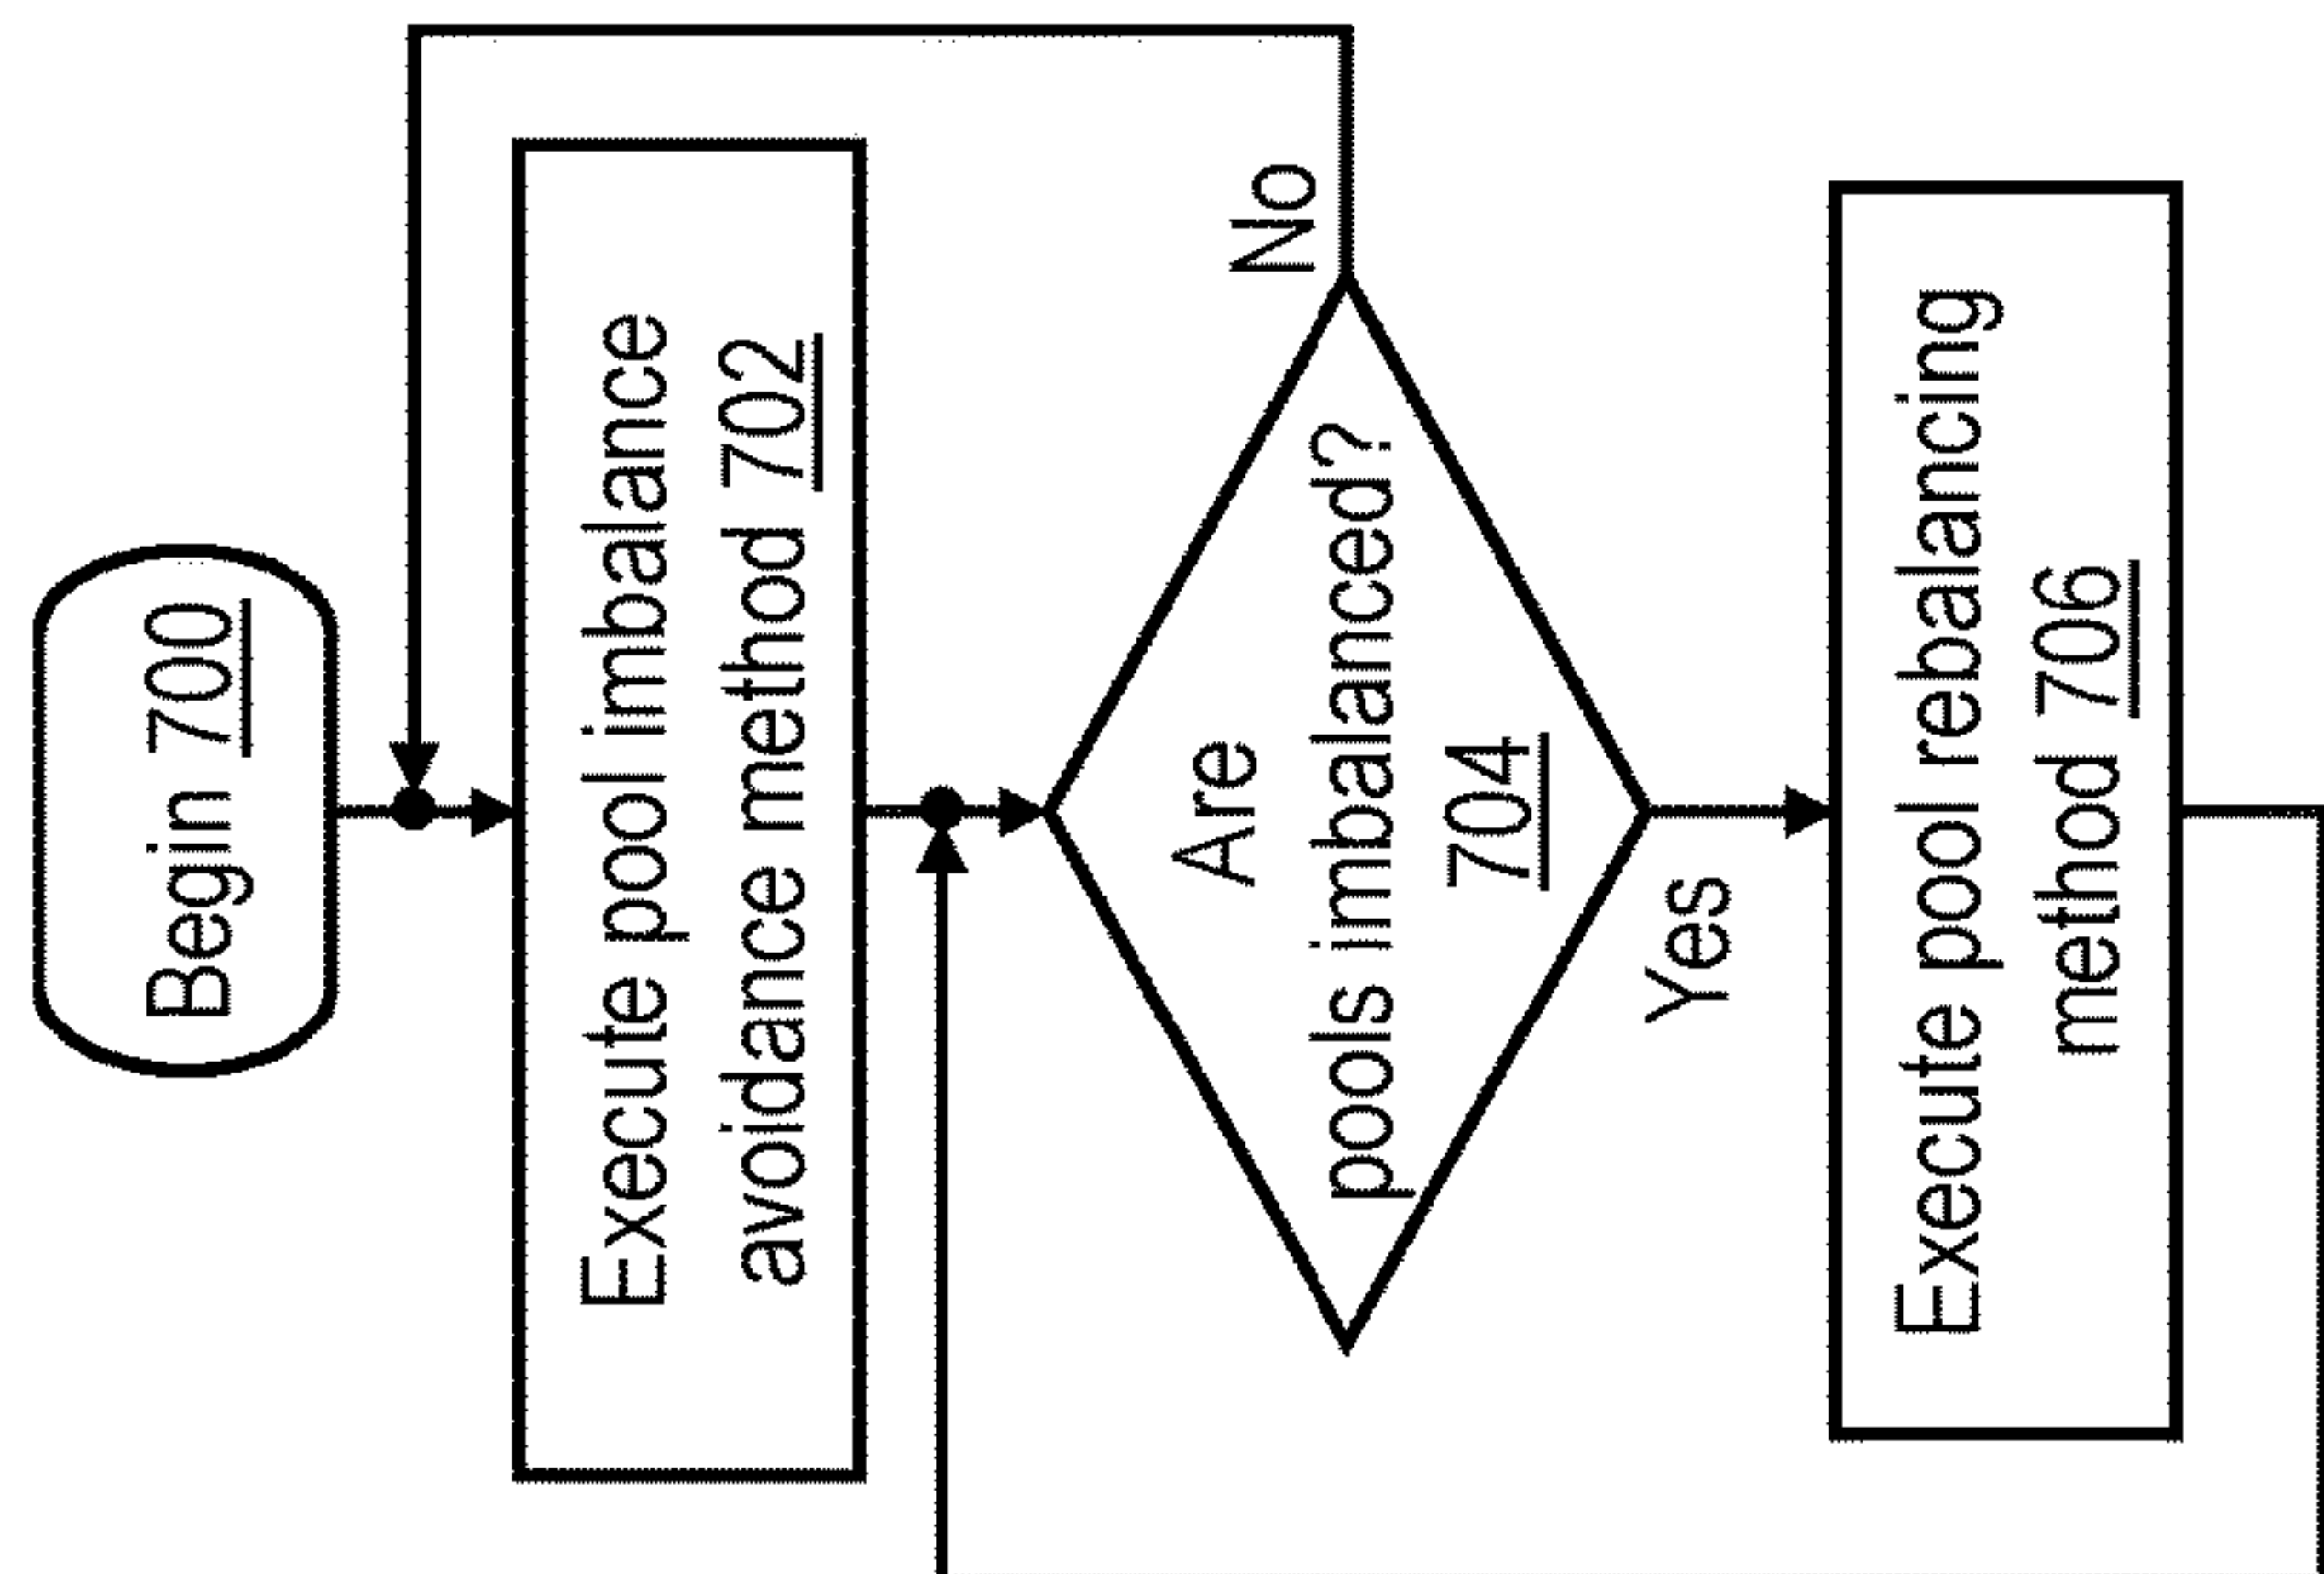 Begin 700
Execute pool imbalance
avoidance method 702
Are
pools imbalanced?
704
No
Yes
Execute pool rebalancing
method 706